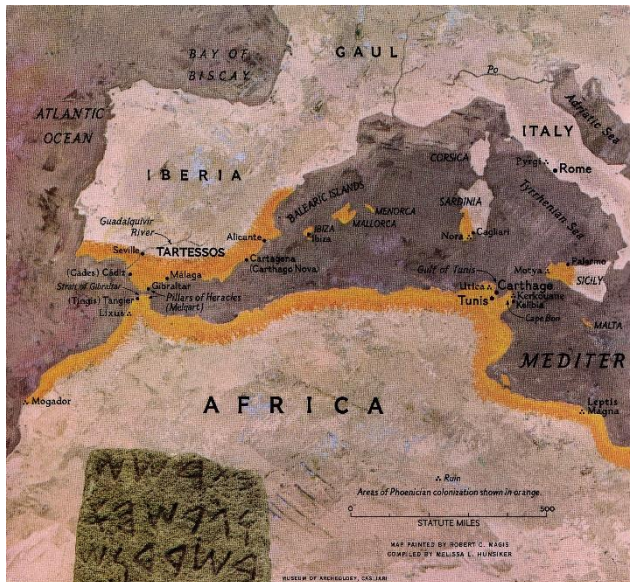 BAY OF
BISCAY
GAUL
ATLANTIC
OCEAN
Po
Adriatic Sea
ITALY
IBERIA
CORSICA
Pyrgi
Rome
BALEARIC ISLANDS
MENORCA
MALLORCA
IBIZA
Ibiza
SARDINIA
Tyrrhenian Sea
Guadalquivir
River
Alicante
Nora
Cagliari
Seville
TARTESSOS
Cartagena
(Carthago Nova)
Gulf of Tunis
Motya
Palermo
SICILY
(Gades) Cádiz
Málaga
Strait of Gibraltar
Gibraltar
(Tingis) Tangier
Pillars of Heracles
(Melqart)
Lixus
Utica
Carthage
Tunis
Kerkouane
Kelibia
Cape Bon
MALTA
MEDITER
Mogador
AFRICA
Leptis
Magna
Ruin
Areas of Phoenician colonization shown in orange.
0
500
STATUTE MILES
MAP PAINTED BY ROBERT C. MAGIS
COMPILED BY MELISSA L. HUNSIKER
MUSEUM OF ARCHEOLOGY, CAGLIARI